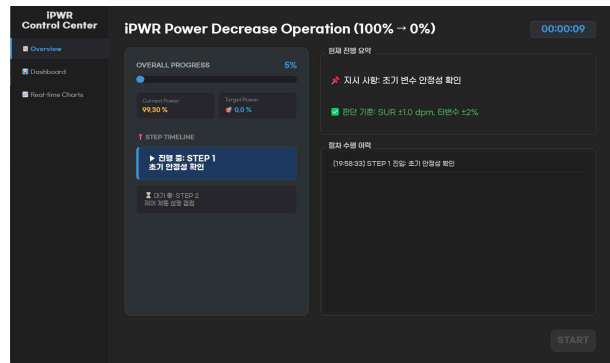 iPWR
Control Center
Overview
Dashboard
Real-time Charts
iPWR Power Decrease Operation (100% → 0%)
00:00:09
OVERALL PROGRESS
5%
Current Power
99,30 %
Target Power
0,0 %
STEP TIMELINE
▶ 진행 중: STEP 1
초기 안정성 확인
대기 중: STEP 2
제어 계통 설정 점검
현재 진행 요약
지시 사항: 초기 변수 안정성 확인
판단 기준: SUR ±1.0 dpm, 타변수 ±2%
절차 수행 이력
[19:58:33] STEP 1 진입: 초기 안정성 확인
START